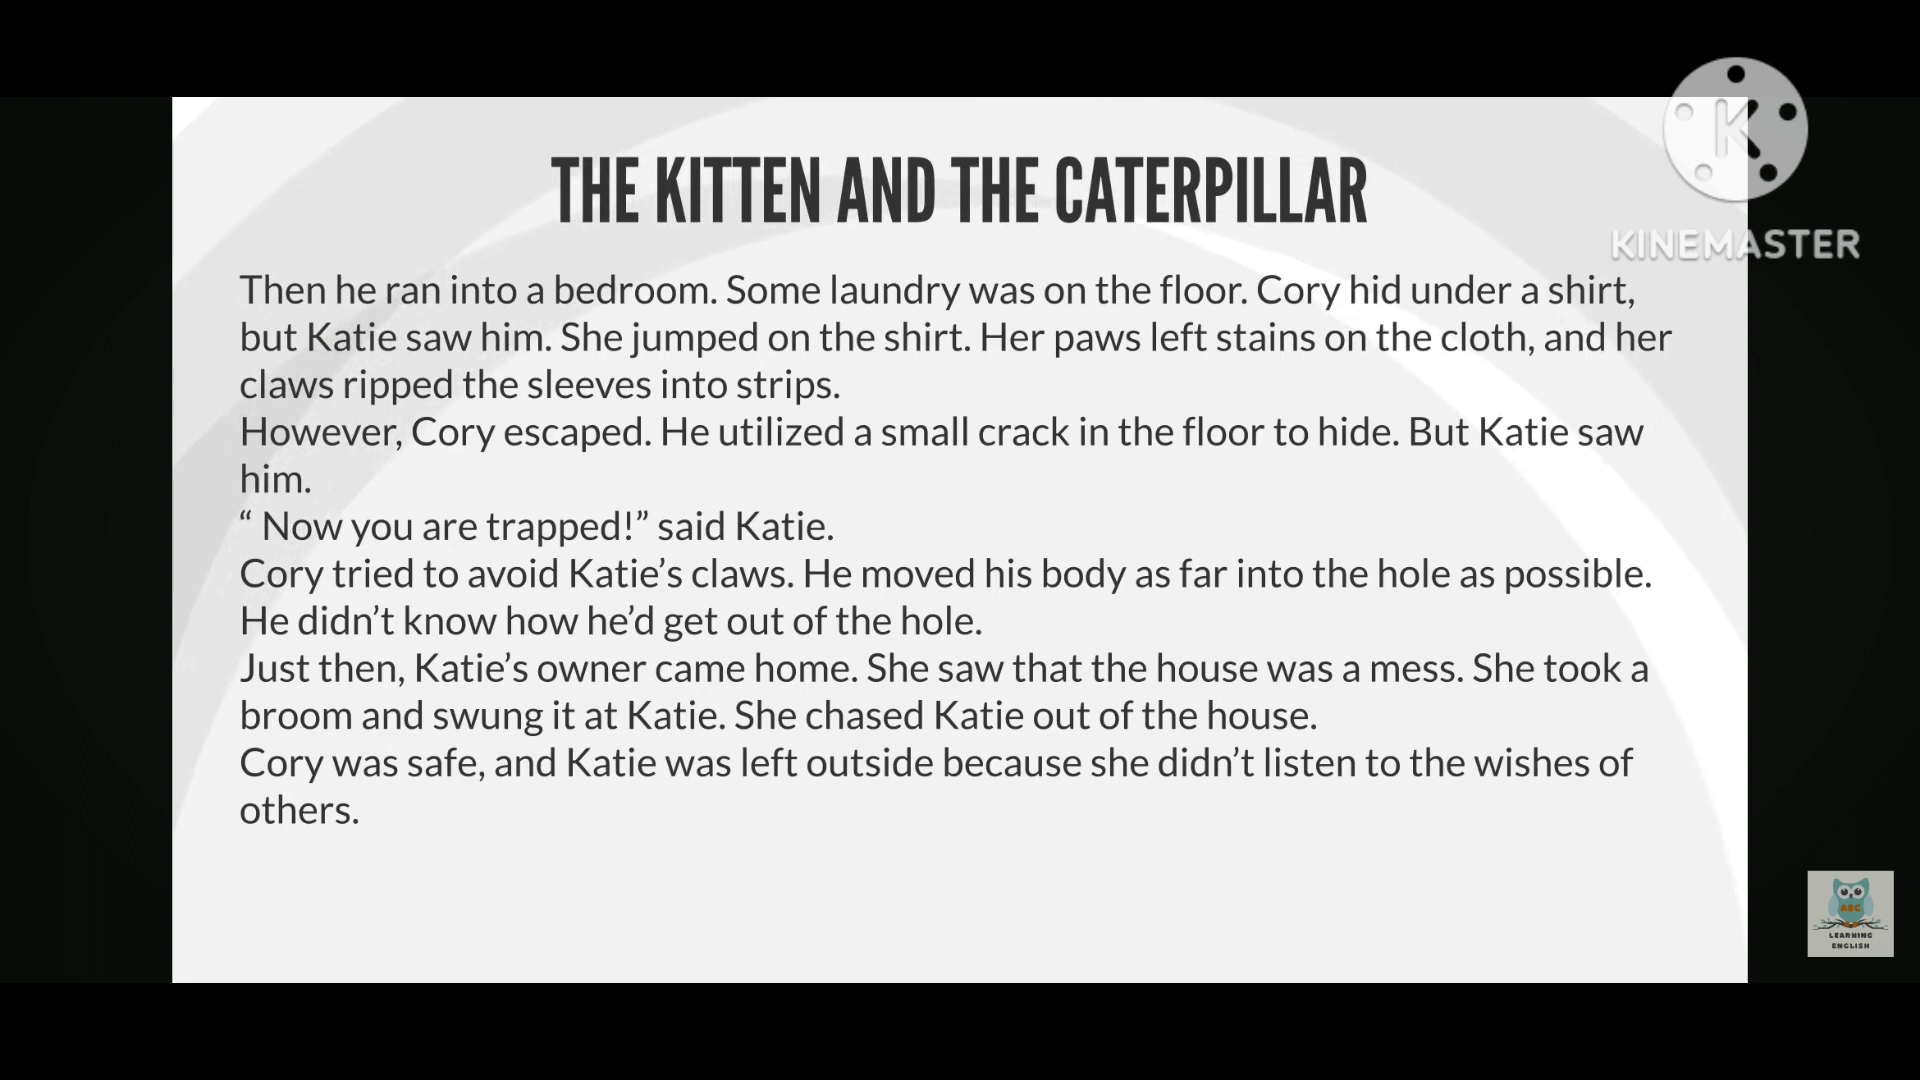 THE KITTEN AND THE CATERPILLAR
KINEMASTER
Then he ran into a bedroom. Some laundry was on the floor. Cory hid under a shirt,
but Katie saw him. She jumped on the shirt. Her paws left stains on the cloth, and her
claws ripped the sleeves into strips.
However, Cory escaped. He utilized a small crack in the floor to hide. But Katie saw
him.
“ Now you are trapped!” said Katie.
Cory tried to avoid Katie’s claws. He moved his body as far into the hole as possible.
He didn’t know how he’d get out of the hole.
Just then, Katie’s owner came home. She saw that the house was a mess. She took a
broom and swung it at Katie. She chased Katie out of the house.
Cory was safe, and Katie was left outside because she didn’t listen to the wishes of
others.
ABC
LEARNING
ENGLISH